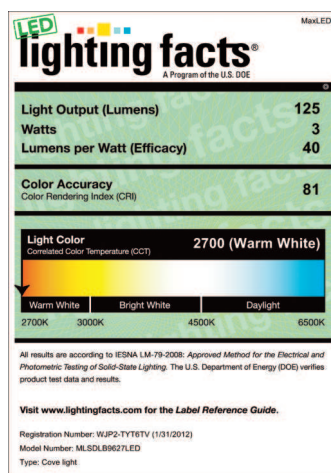 MaxLED
LED
lighting facts®
A Program of the U.S. DOE
Light Output (Lumens) 125
Watts 3
Lumens per Watt (Efficacy) 40
Color Accuracy
Color Rendering Index (CRI) 81
Light Color
Correlated Color Temperature (CCT) 2700 (Warm White)
Warm White Bright White Daylight
2700K 3000K 4500K 6500K
All results are according to IESNA LM-79-2008: Approved Method for the Electrical and
Photometric Testing of Solid-State Lighting. The U.S. Department of Energy (DOE) verifies
product test data and results.
Visit www.lightingfacts.com for the Label Reference Guide.
Registration Number: WJP2-TYT6TV (1/31/2012)
Model Number: MLSDLB9627LED
Type: Cove light